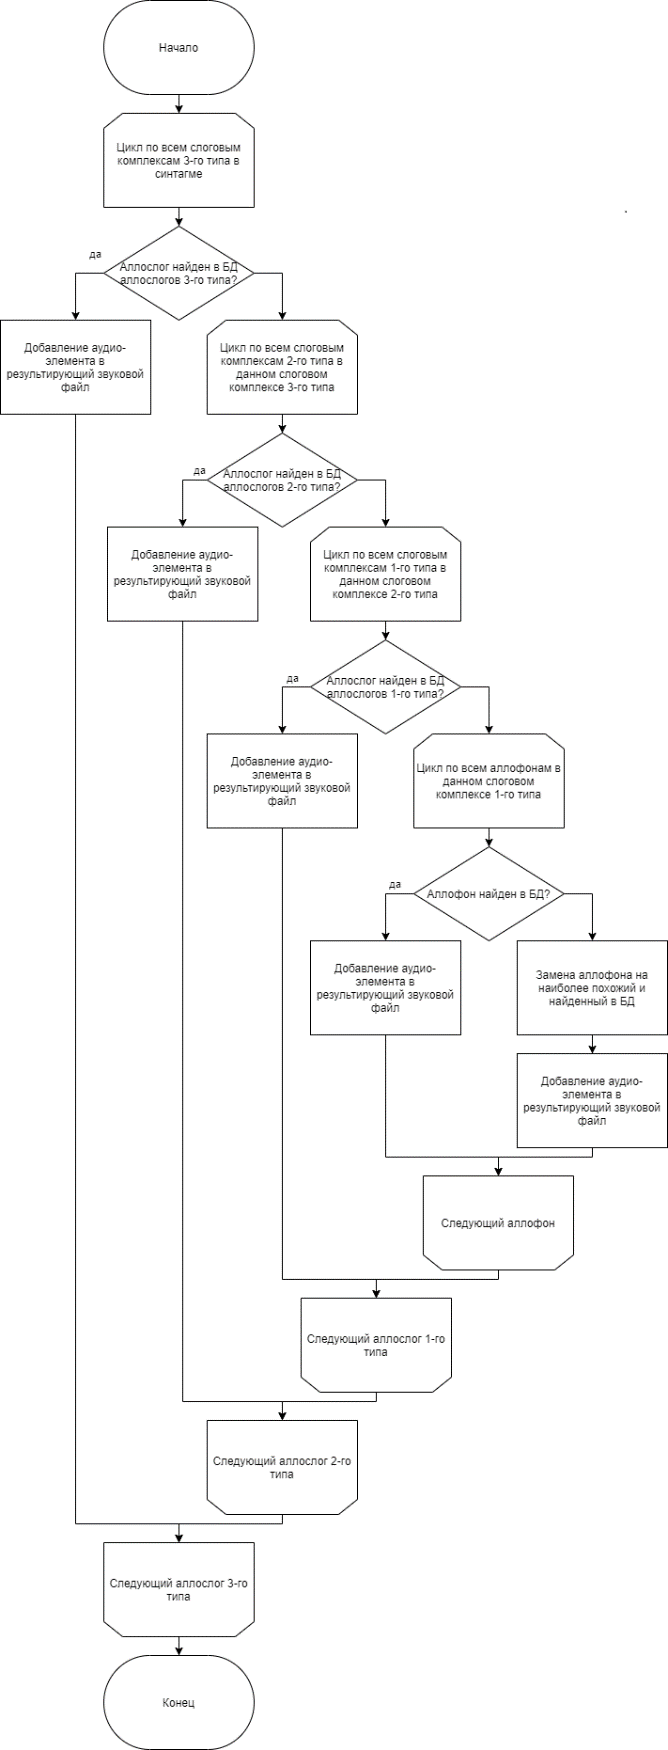 Начало
Цикл по всем слоговым
комплексам 3-го типа в
синтагме
да
Аллослог найден в БД
аллослогов 3-го типа?
Добавление аудио-
элемента в
результирующий звуковой
файл
Цикл по всем слоговым
комплексам 2-го типа в
данном слоговом
комплексе 3-го типа
да
Аллослог найден в БД
аллослогов 2-го типа?
Добавление аудио-
элемента в
результирующий звуковой
файл
Цикл по всем слоговым
комплексам 1-го типа в
данном слоговом
комплексе 2-го типа
да
Аллослог найден в БД
аллослогов 1-го типа?
Добавление аудио-
элемента в
результирующий звуковой
файл
Цикл по всем аллофонам в
данном слоговом
комплексе 1-го типа
да
Аллофон найден в БД?
Добавление аудио-
элемента в
результирующий звуковой
файл
Замена аллофона на
наиболее похожий и
найденный в БД
Добавление аудио-
элемента в
результирующий звуковой
файл
Следующий аллофон
Следующий аллослог 1-го
типа
Следующий аллослог 2-го
типа
Следующий аллослог 3-го
типа
Конец